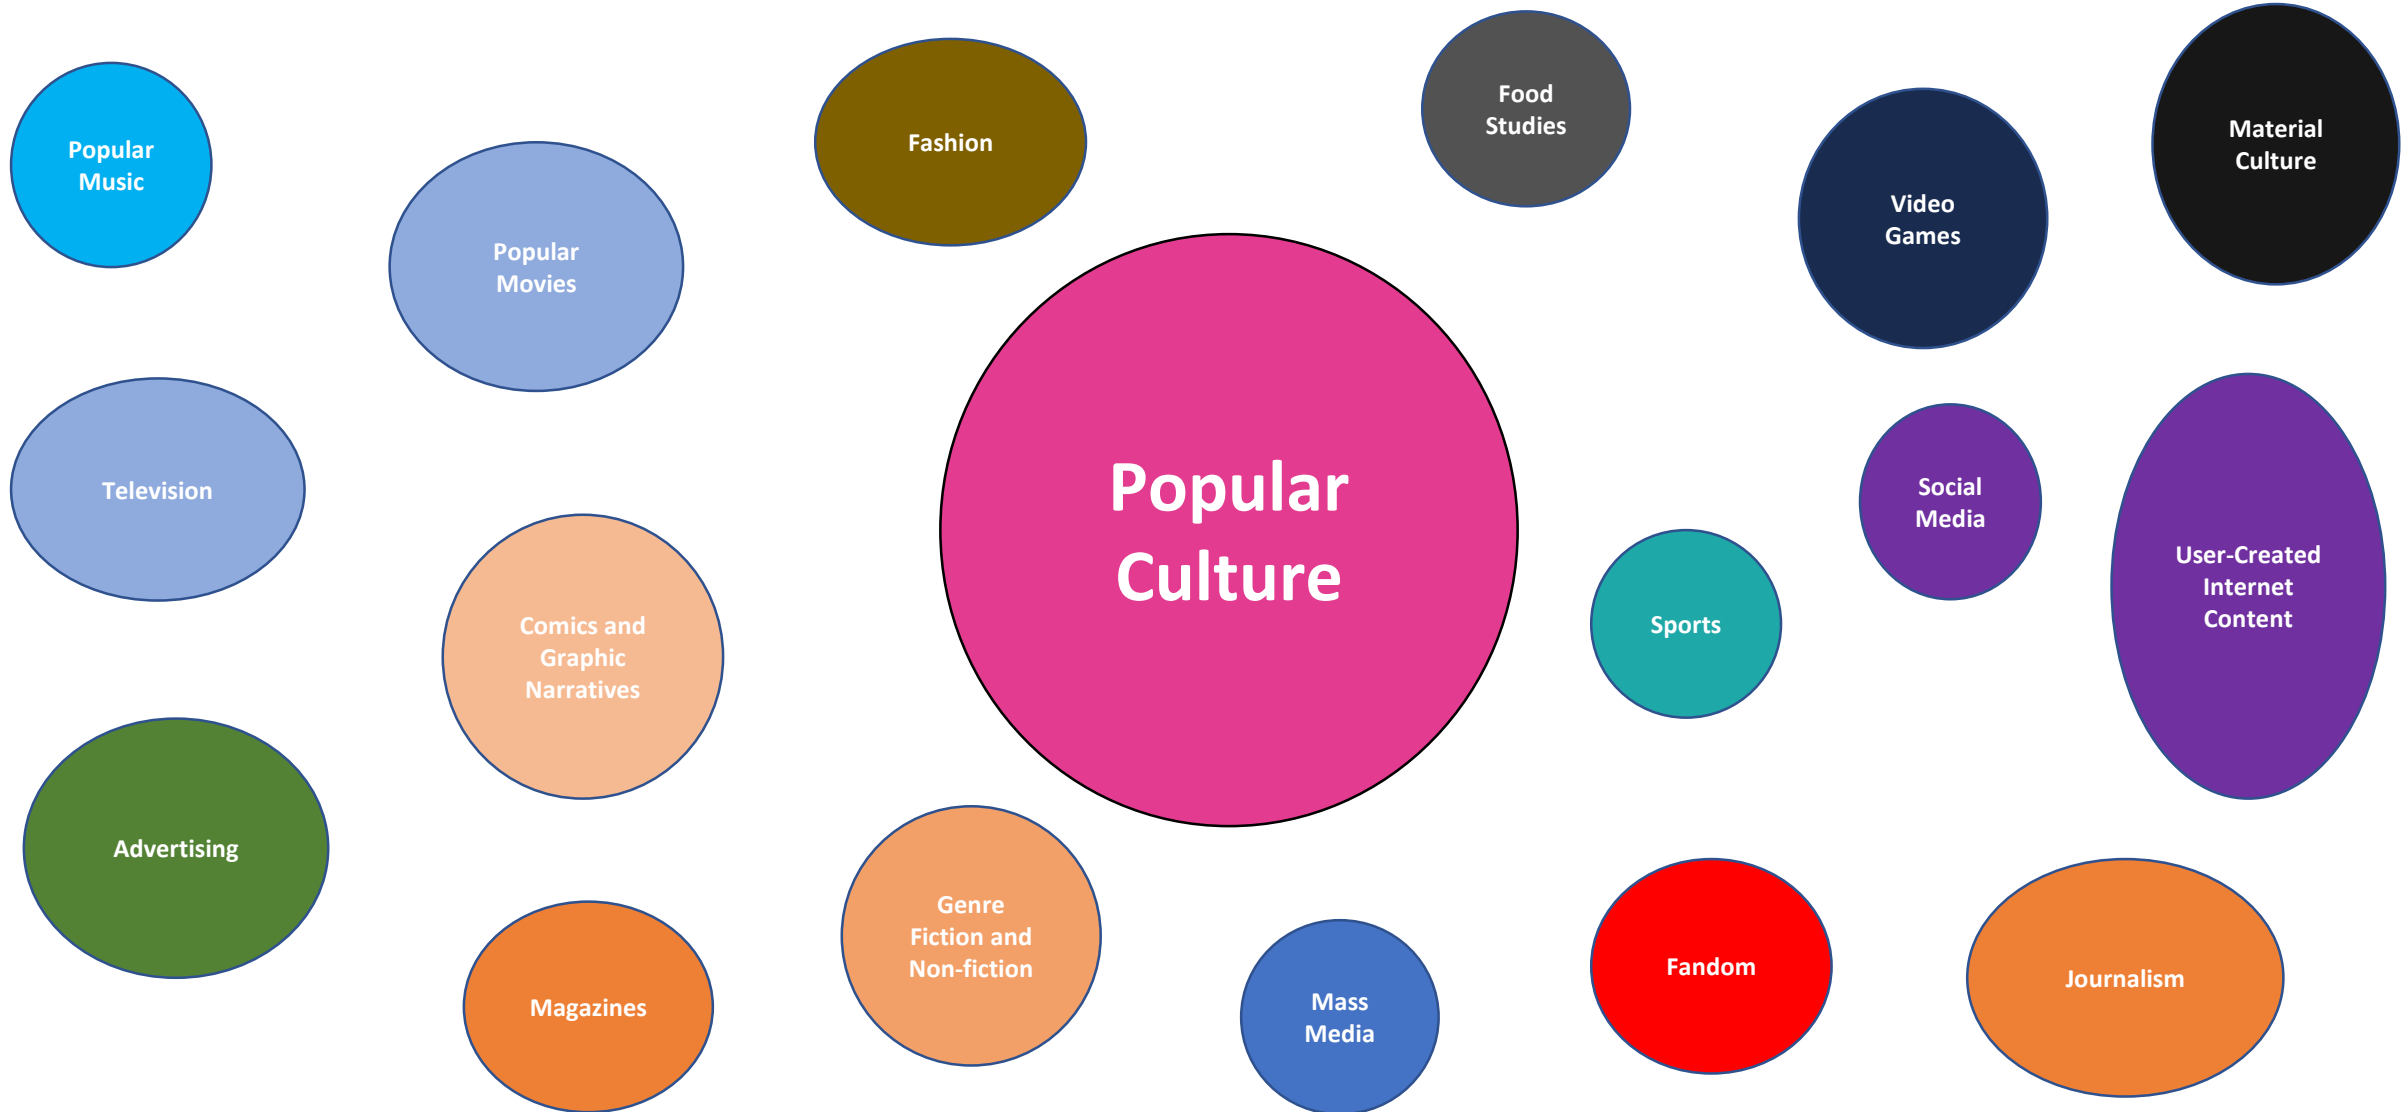 Popular
Music
Popular
Movies
Fashion
Food
Studies
Video
Games
Material
Culture
Television
Comics and
Graphic
Narratives
Popular
Culture
Social
Media
Sports
User-Created
Internet
Content
Advertising
Magazines
Genre
Fiction and
Non-fiction
Mass
Media
Fandom
Journalism